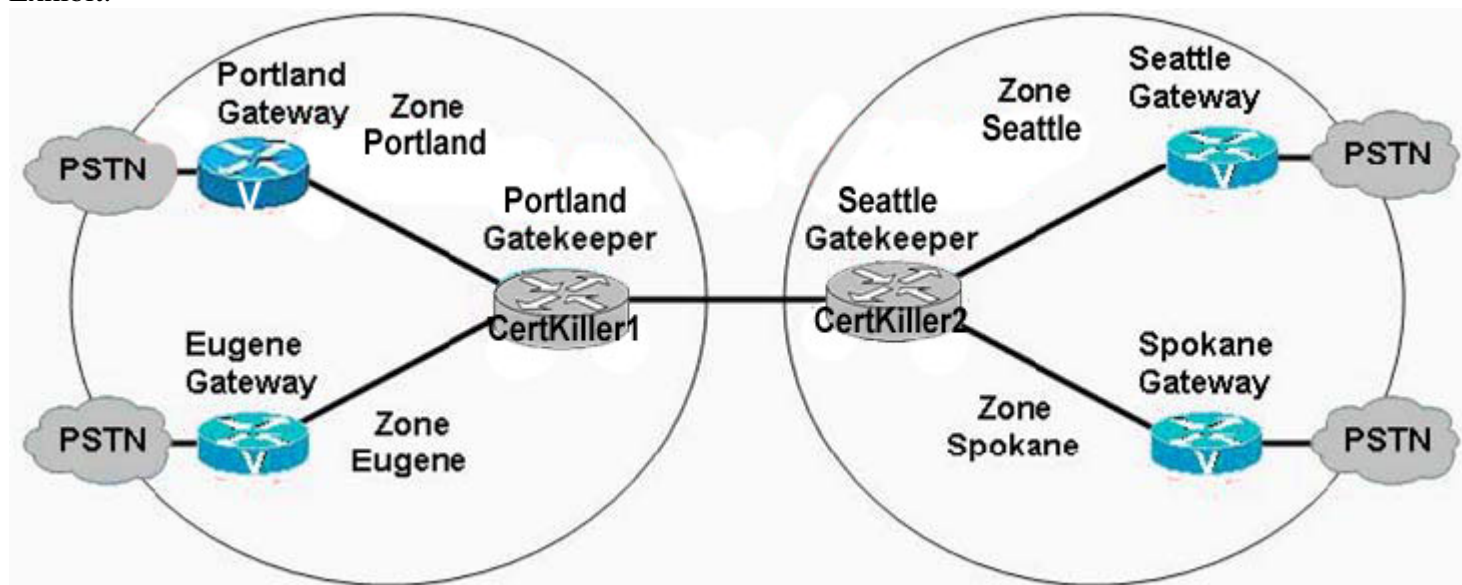 Portland
Gateway
Zone
Portland
PSTN
V
Portland
Gatekeeper
CertKiller1
Eugene
Gateway
Zone
Eugene
PSTN
V
Seattle
Gateway
Zone
Seattle
PSTN
V
Seattle
Gatekeeper
CertKiller2
Spokane
Gateway
Zone
Spokane
PSTN
V